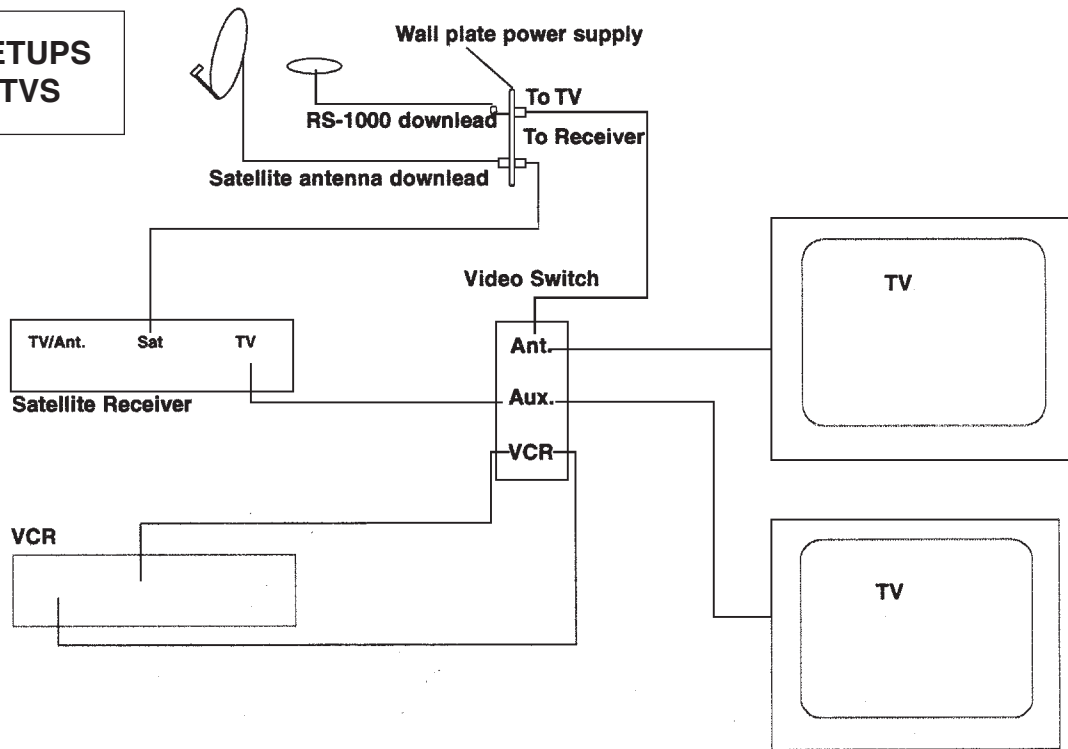 ETUPS
TVS
Wall plate power supply
To TV
RS-1000 downlead
To Receiver
Satellite antenna downlead
Video Switch
TV
TV/Ant.
Sat
TV
Ant.
Satellite Receiver
Aux.
VCR
VCR
TV